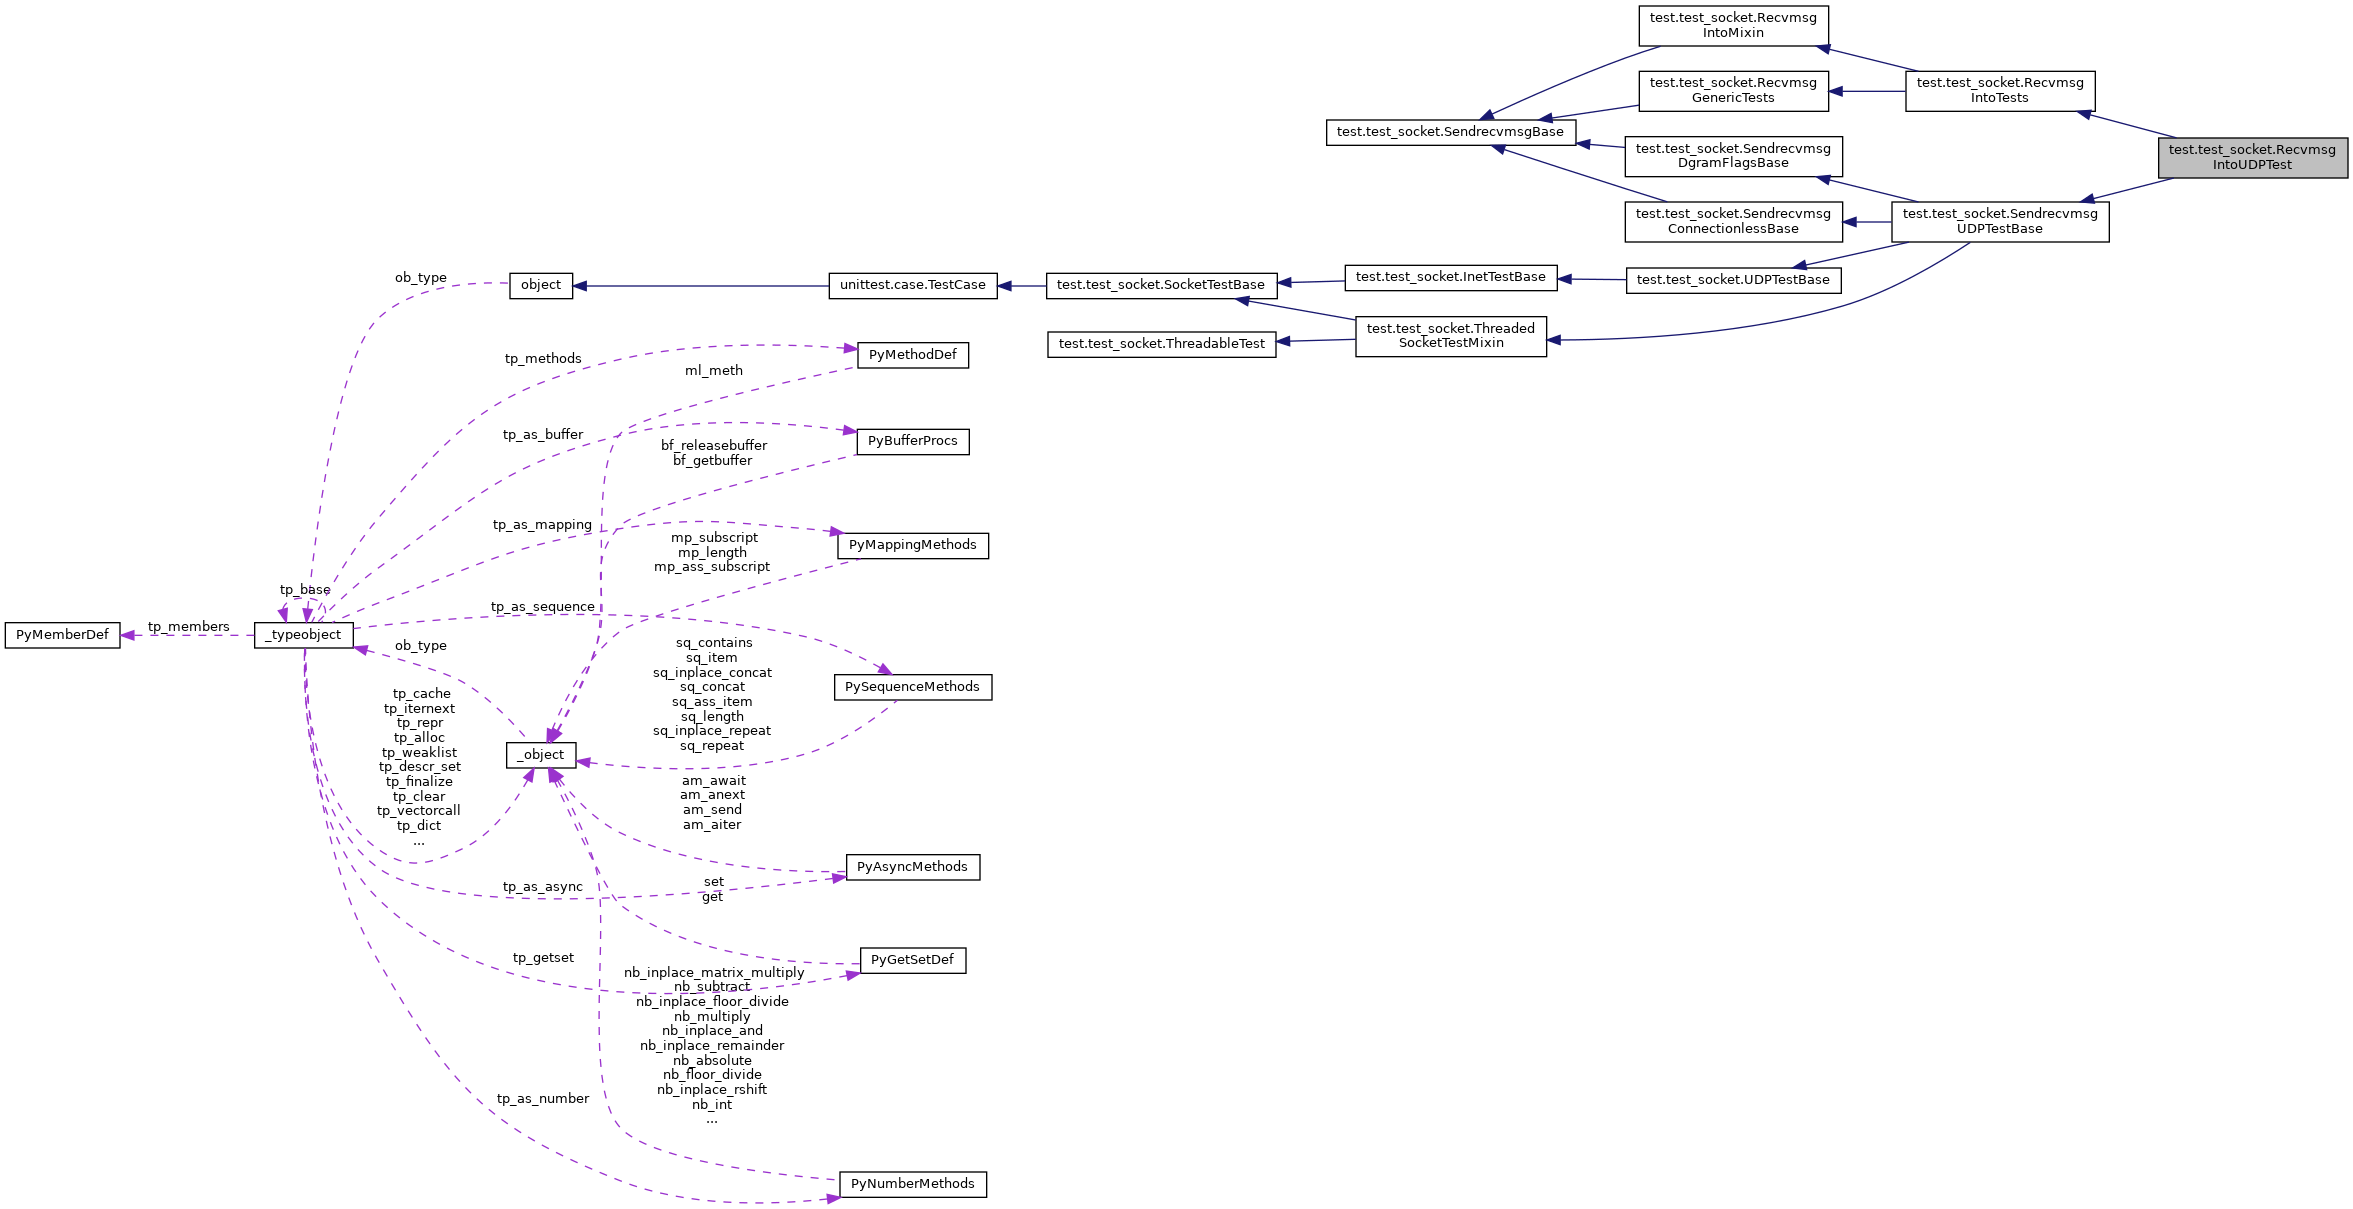 test.test_socket.Recvmsg
IntoMixin
test.test_socket.Recvmsg
GenericTests
test.test_socket.Recvmsg
IntoTests
test.test_socket.SendrecvmsgBase
test.test_socket.Sendrecvmsg
DgramFlagsBase
test.test_socket.Recvmsg
IntoUDPTest
test.test_socket.Sendrecvmsg
ConnectionlessBase
test.test_socket.Sendrecvmsg
UDPTestBase
ob_type
object
unittest.case.TestCase
test.test_socket.SocketTestBase
test.test_socket.InetTestBase
test.test_socket.UDPTestBase
test.test_socket.ThreadableTest
test.test_socket.Threaded
SocketTestMixin
tp_methods
PyMethodDef
ml_meth
tp_as_buffer
PyBufferProcs
bf_releasebuffer
bf_getbuffer
tp_as_mapping
PyMappingMethods
mp_subscript
mp_length
mp_ass_subscript
tp_base
tp_as_sequence
PyMemberDef
tp_members
_typeobject
ob_type
sq_contains
sq_item
sq_inplace_concat
sq_concat
sq_ass_item
sq_length
sq_inplace_repeat
sq_repeat
PySequenceMethods
tp_cache
tp_iternext
tp_repr
tp_alloc
tp_weaklist
tp_descr_set
tp_finalize
tp_clear
tp_vectorcall
tp_dict
...
_object
am_await
am_anext
am_send
am_aiter
PyAsyncMethods
tp_as_async
set
get
PyGetSetDef
tp_getset
nb_inplace_matrix_multiply
nb_subtract
nb_inplace_floor_divide
nb_multiply
nb_inplace_and
nb_inplace_remainder
nb_absolute
nb_floor_divide
nb_inplace_rshift
nb_int
...
tp_as_number
PyNumberMethods